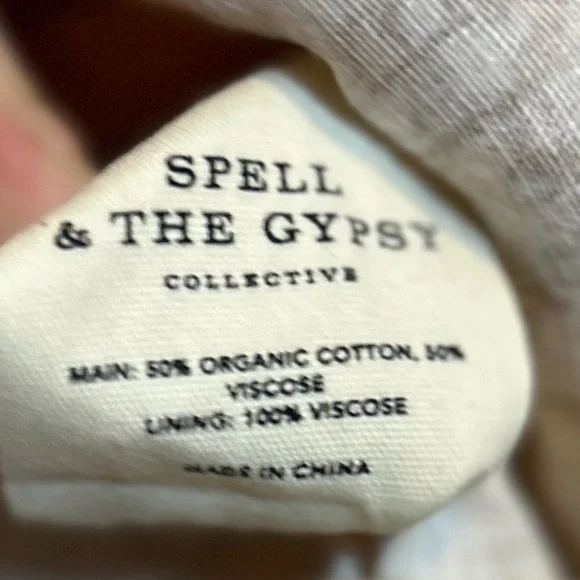 SPELL
& THE GYPSY
COLLECTIVE
MAIN: 50% ORGANIC COTTON, 50%
VISCOSE
LINING: 100% VISCOSE
MADE IN CHINA